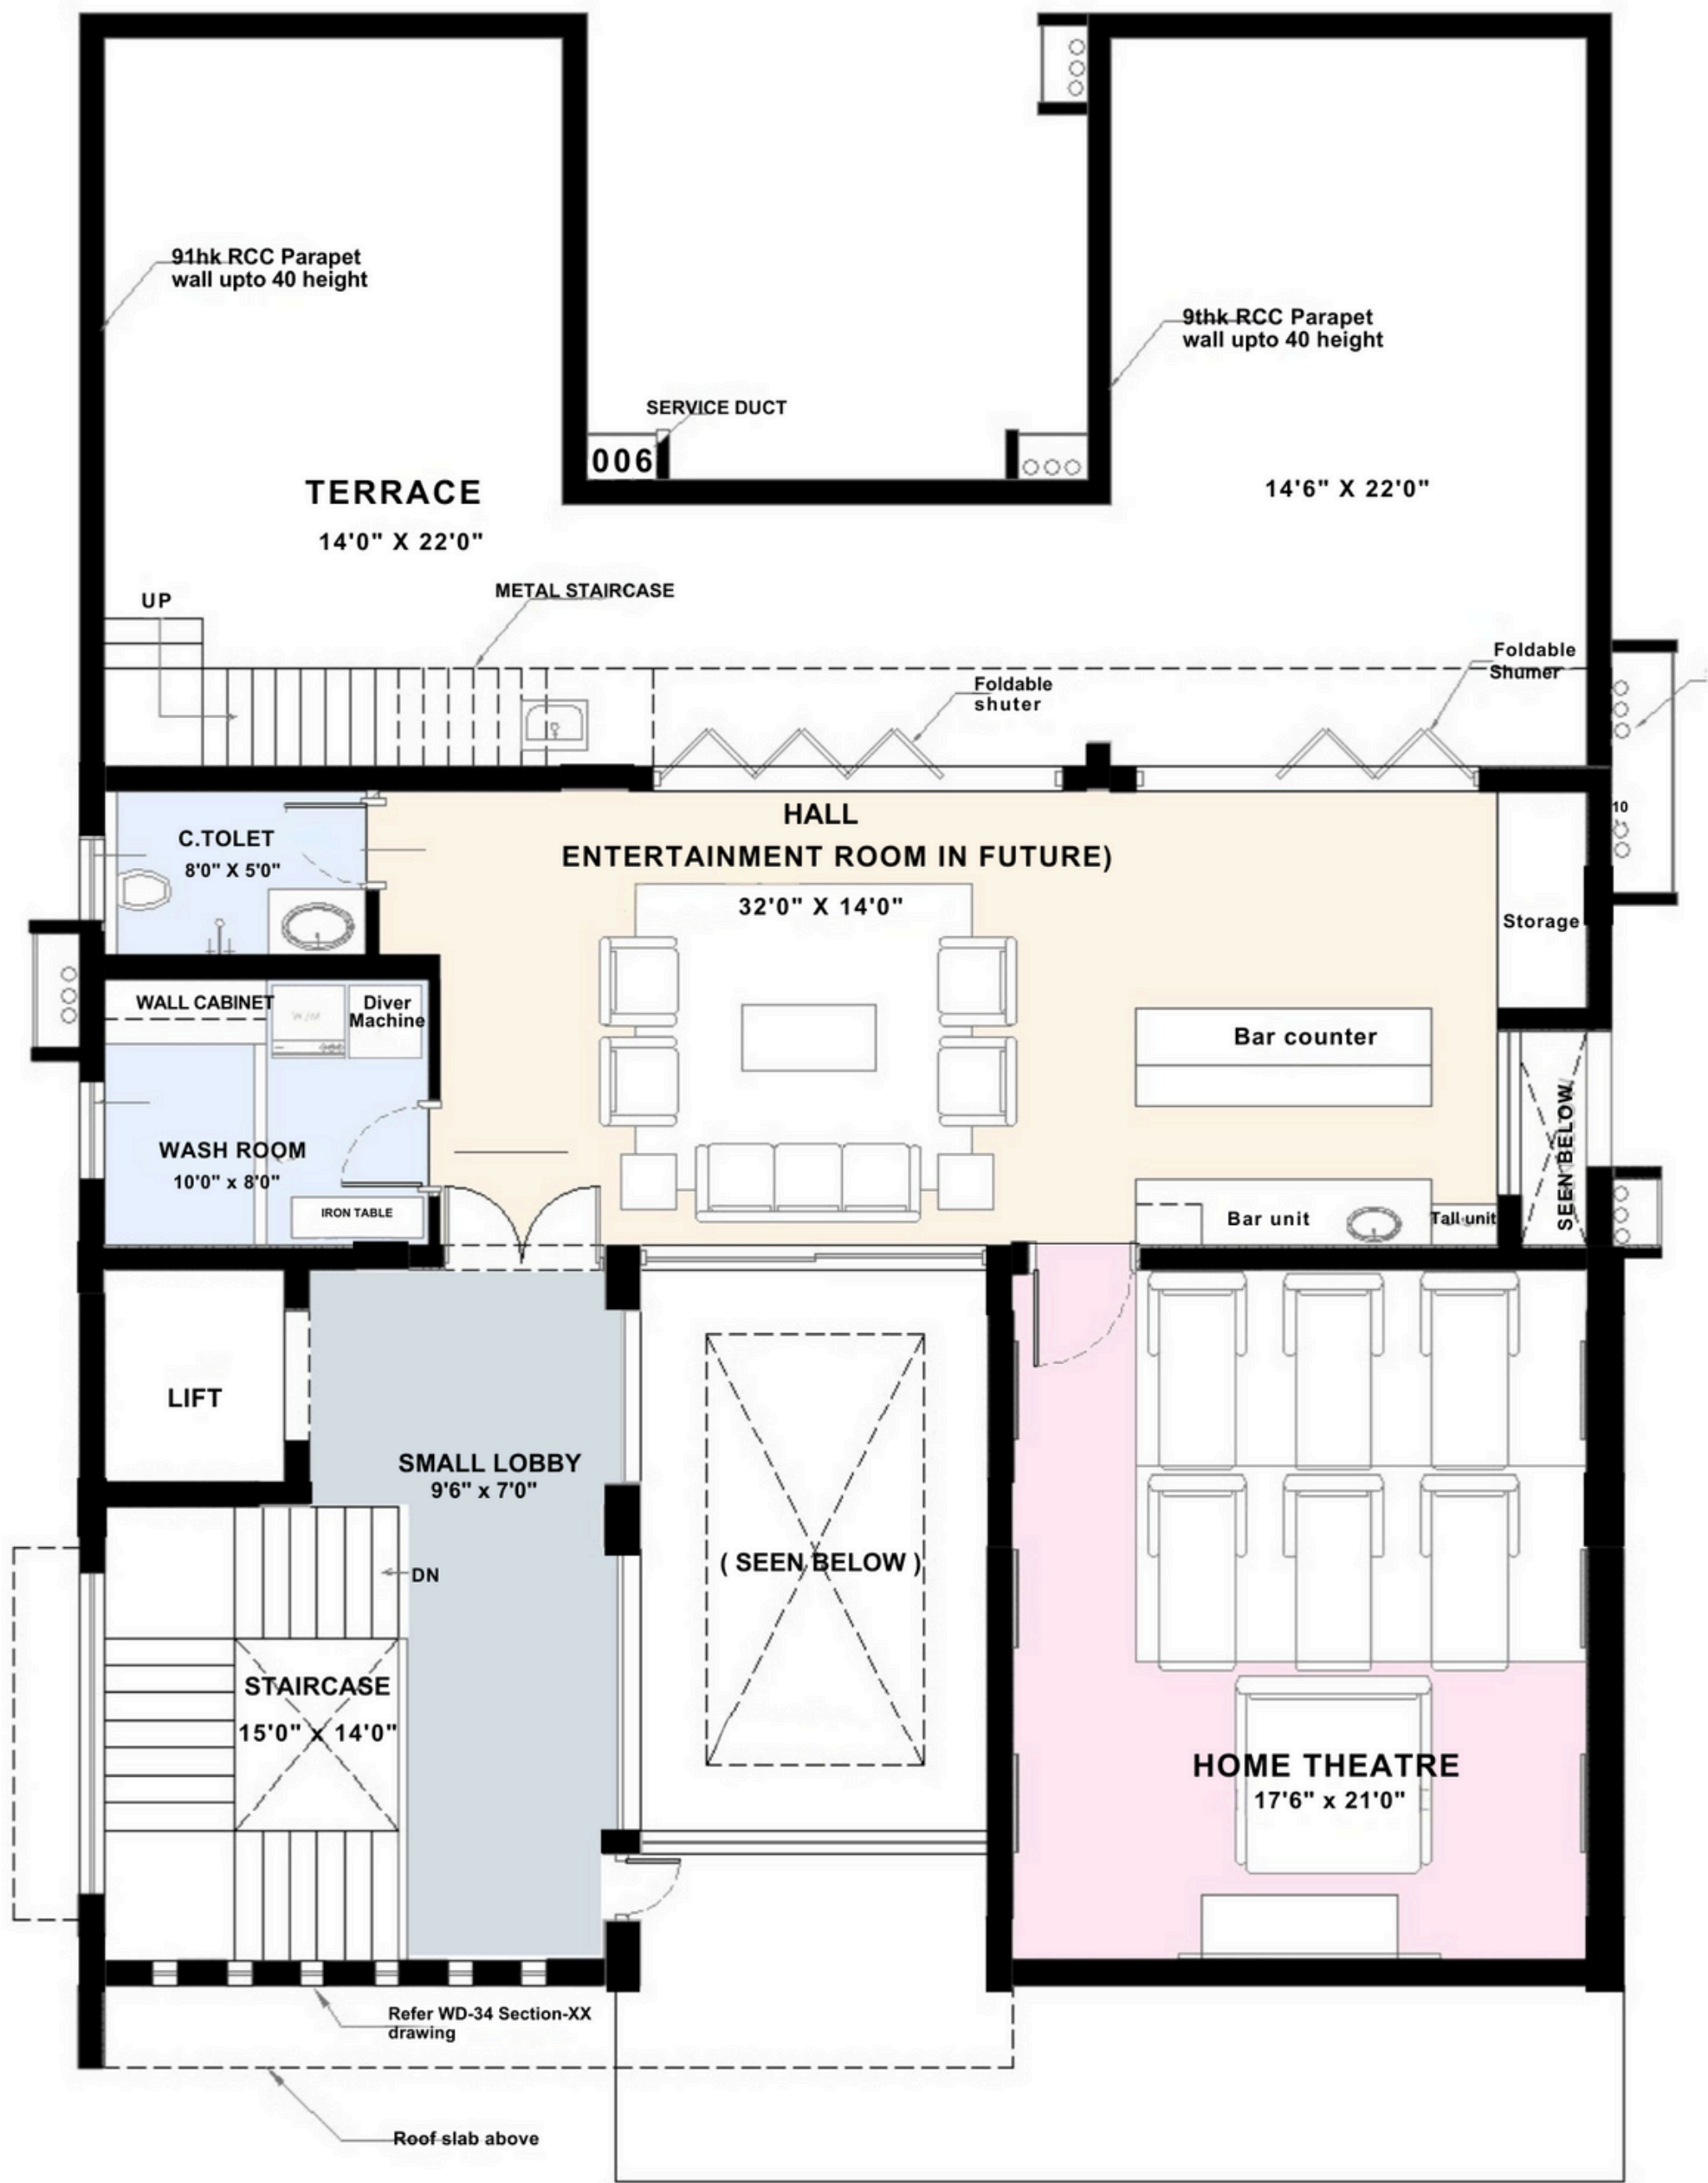 91hk RCC Parapet
wall upto 40 height
9thk RCC Parapet
wall upto 40 height
SERVICE DUCT
006
TERRACE
14'0" X 22'0"
14'6" X 22'0"
METAL STAIRCASE
UP
Foldable
Shumer
Foldable
shuter
HALL
ENTERTAINMENT ROOM IN FUTURE)
32'0" X 14'0"
10
C.TOLET
8'0" X 5'0"
Storage
WALL CABINET
W/M
Diver
Machine
Bar counter
WASH ROOM
10'0" x 8'0"
IRON TABLE
SEEN BELOW
Bar unit
Tall unit
LIFT
SMALL LOBBY
9'6" x 7'0"
( SEEN BELOW )
DN
STAIRCASE
15'0" x 14'0"
HOME THEATRE
17'6" x 21'0"
Refer WD-34 Section-XX
drawing
Roof slab above